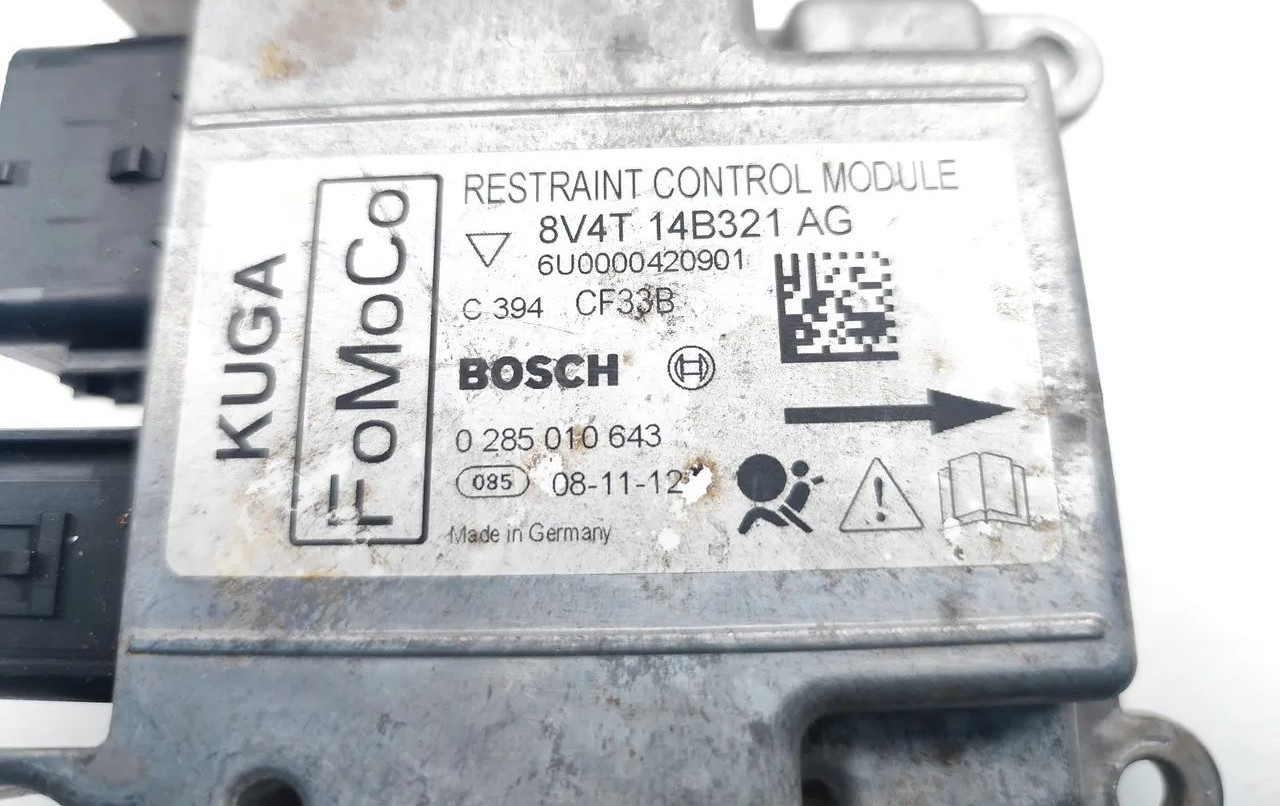 KUGA
FoMoCo
RESTRAINT CONTROL MODULE
8V4T 14B321 AG
6U0000420901
C 394 CF33B
BOSCH
0 285 010 643
085 08-11-12
Made in Germany